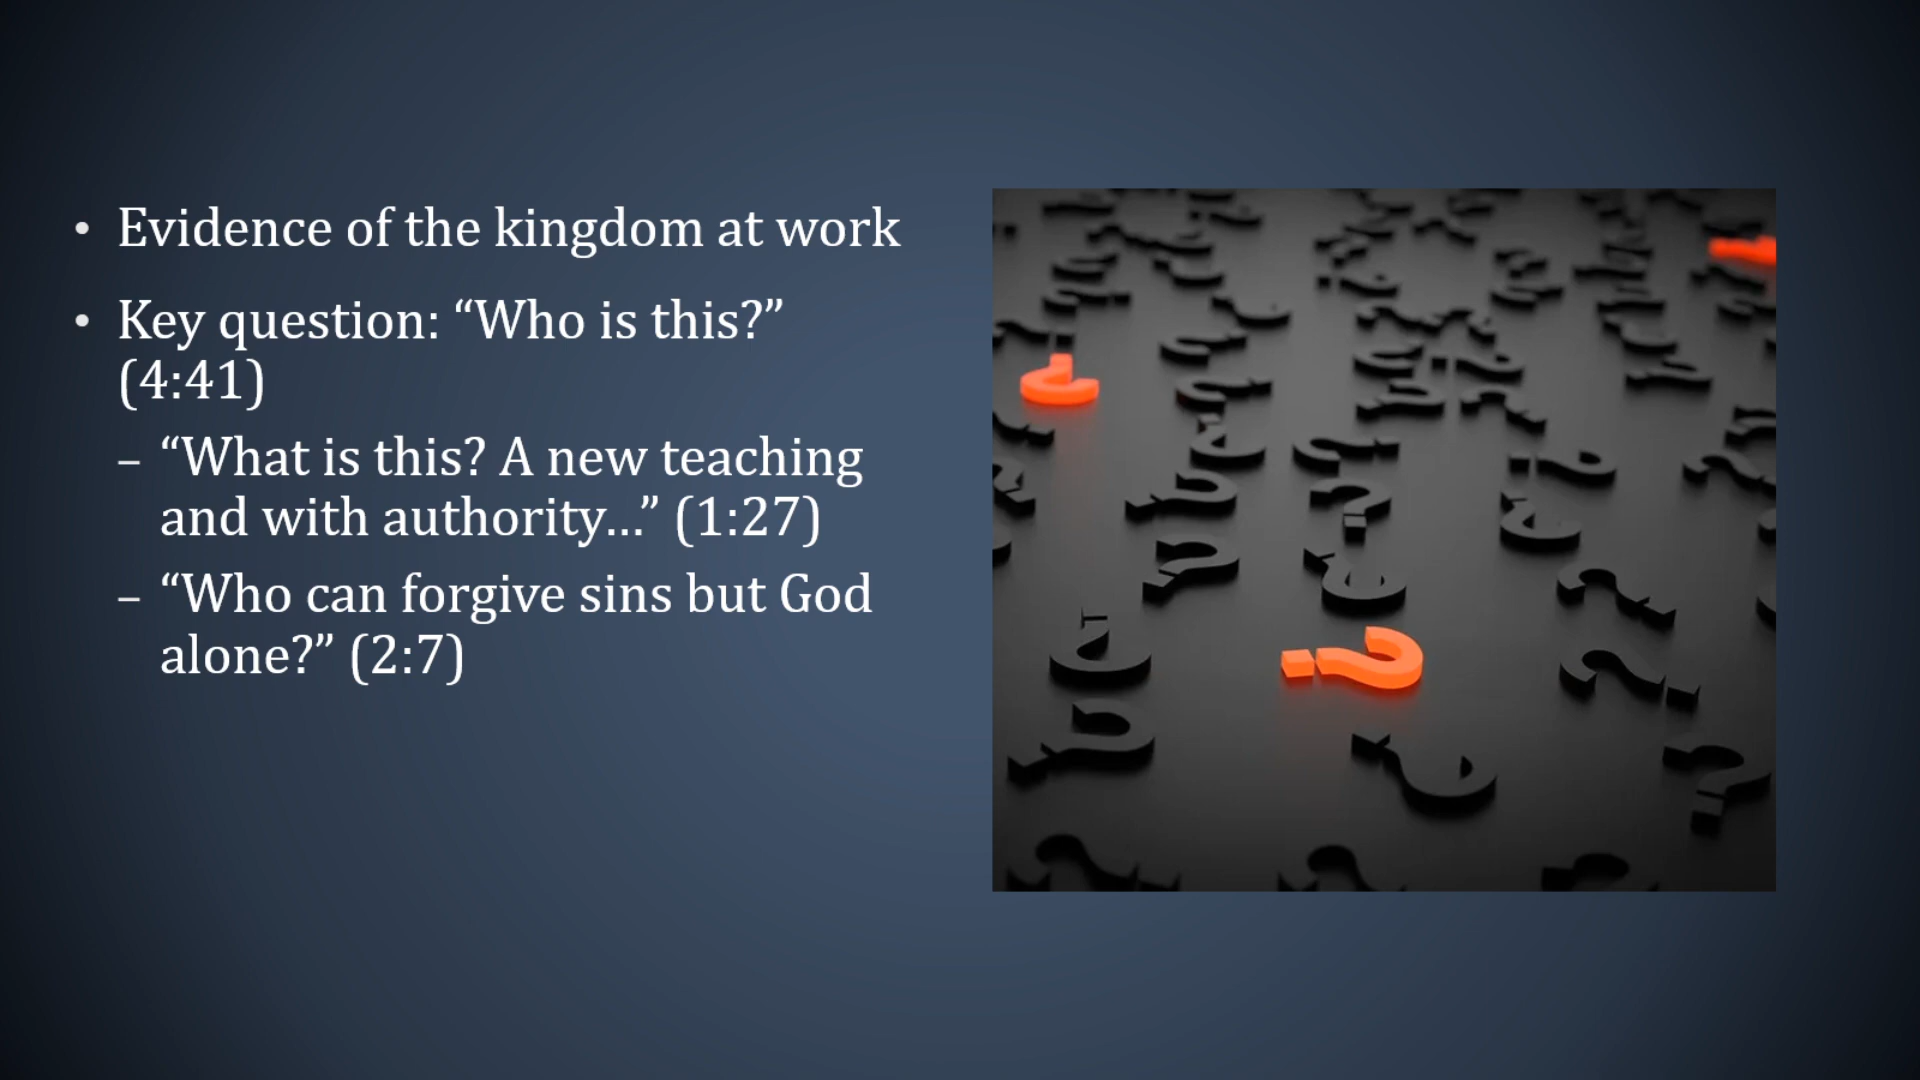 • Evidence of the kingdom at work
• Key question: “Who is this?”
(4:41)
– “What is this? A new teaching
and with authority…” (1:27)
– “Who can forgive sins but God
alone?” (2:7)